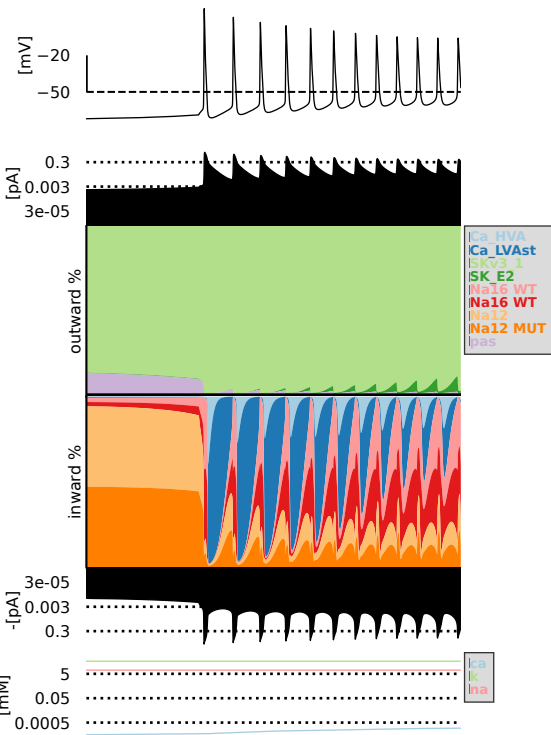 [mV]
−20
−50
[pA]
0.3
0.003
3e-05
outward %
Ca_HVA
Ca_LVAst
SKv3_1
SK_E2
Na16 WT
Na16 WT
Na12
Na12 MUT
pas
inward %
-[pA]
3e-05
0.003
0.3
[mM]
5
0.05
0.0005
ca
k
na